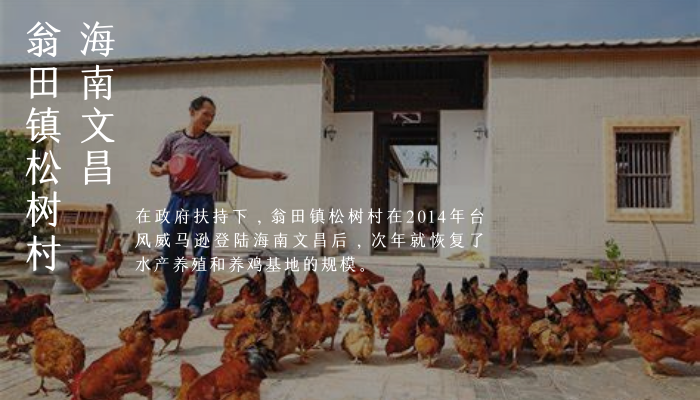 海南文昌
翁田镇松树村
在政府扶持下，翁田镇松树村在2014年台
风威马逊登陆海南文昌后，次年就恢复了
水产养殖和养鸡基地的规模。